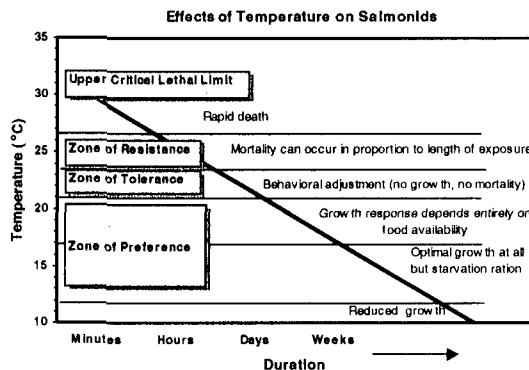 Effects of Temperature on Salmonids
35
30
25
20
15
10
Temperature (°C)
Upper Critical Lethal Limit
Rapid death
Zone of Resistance
Mortality can occur in proportion to length of exposure
Zone of Tolerance
Behavioral adjustment (no growth, no mortality)
Growth response depends entirely on
food availability
Zone of Preference
Optimal growth at all
but starvation ration
Reduced growth
Minutes Hours Days Weeks
Duration